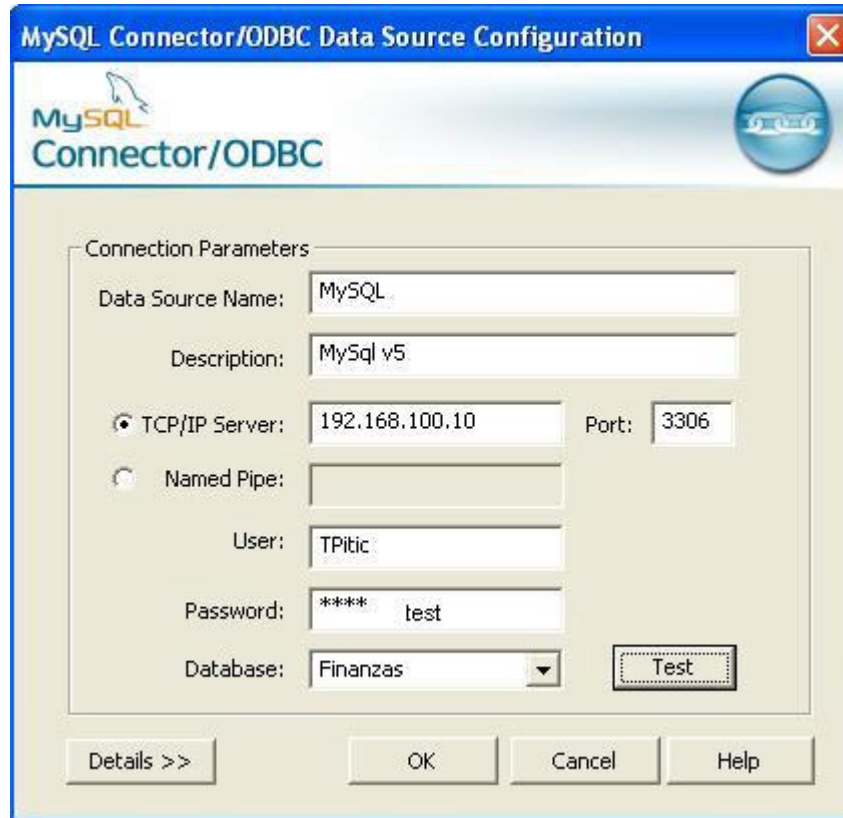 MySQL Connector/ODBC Data Source Configuration
MySQL
Connector/ODBC
Connection Parameters
Data Source Name: MySQL
Description: MySql v5
TCP/IP Server: 192.168.100.10 Port: 3306
Named Pipe:
User: TPitic
Password: **** test
Database: Finanzas Test
Details >> OK Cancel Help